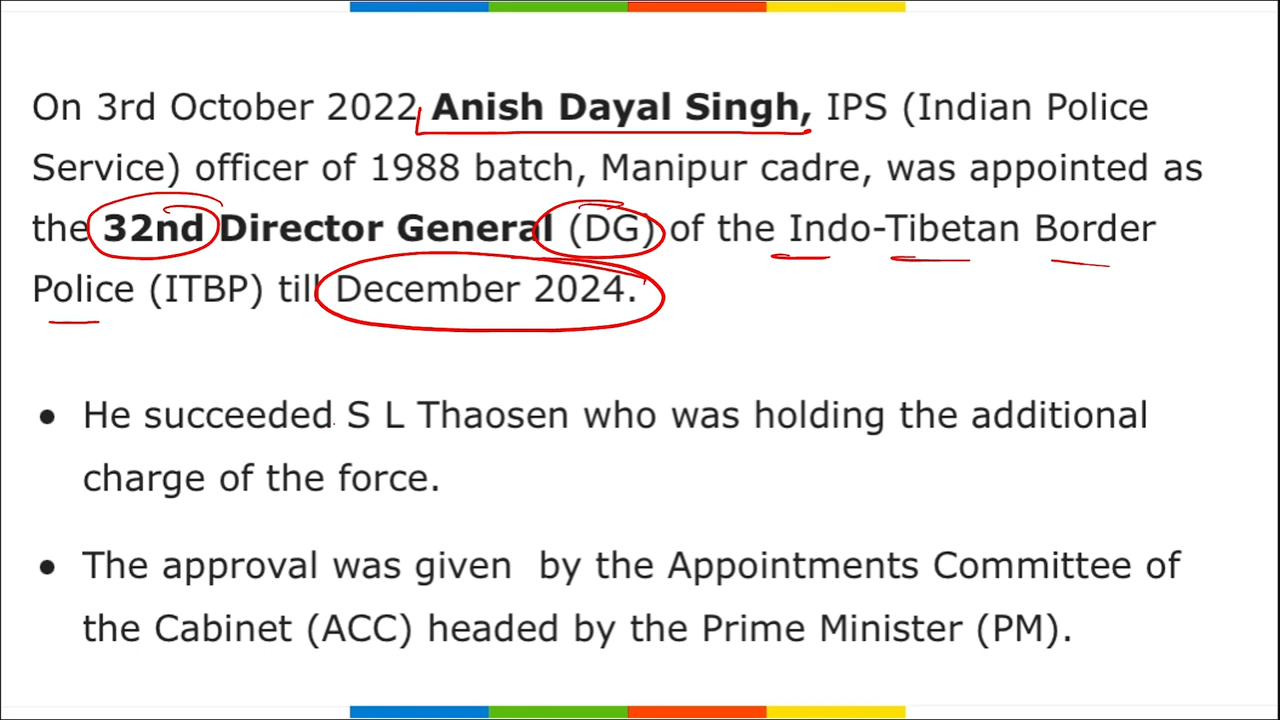 On 3rd October 2022, Anish Dayal Singh, IPS (Indian Police
Service) officer of 1988 batch, Manipur cadre, was appointed as
the 32nd Director General (DG) of the Indo-Tibetan Border
Police (ITBP) till December 2024.
● He succeeded S L Thaosen who was holding the additional
charge of the force.
● The approval was given by the Appointments Committee of
the Cabinet (ACC) headed by the Prime Minister (PM).